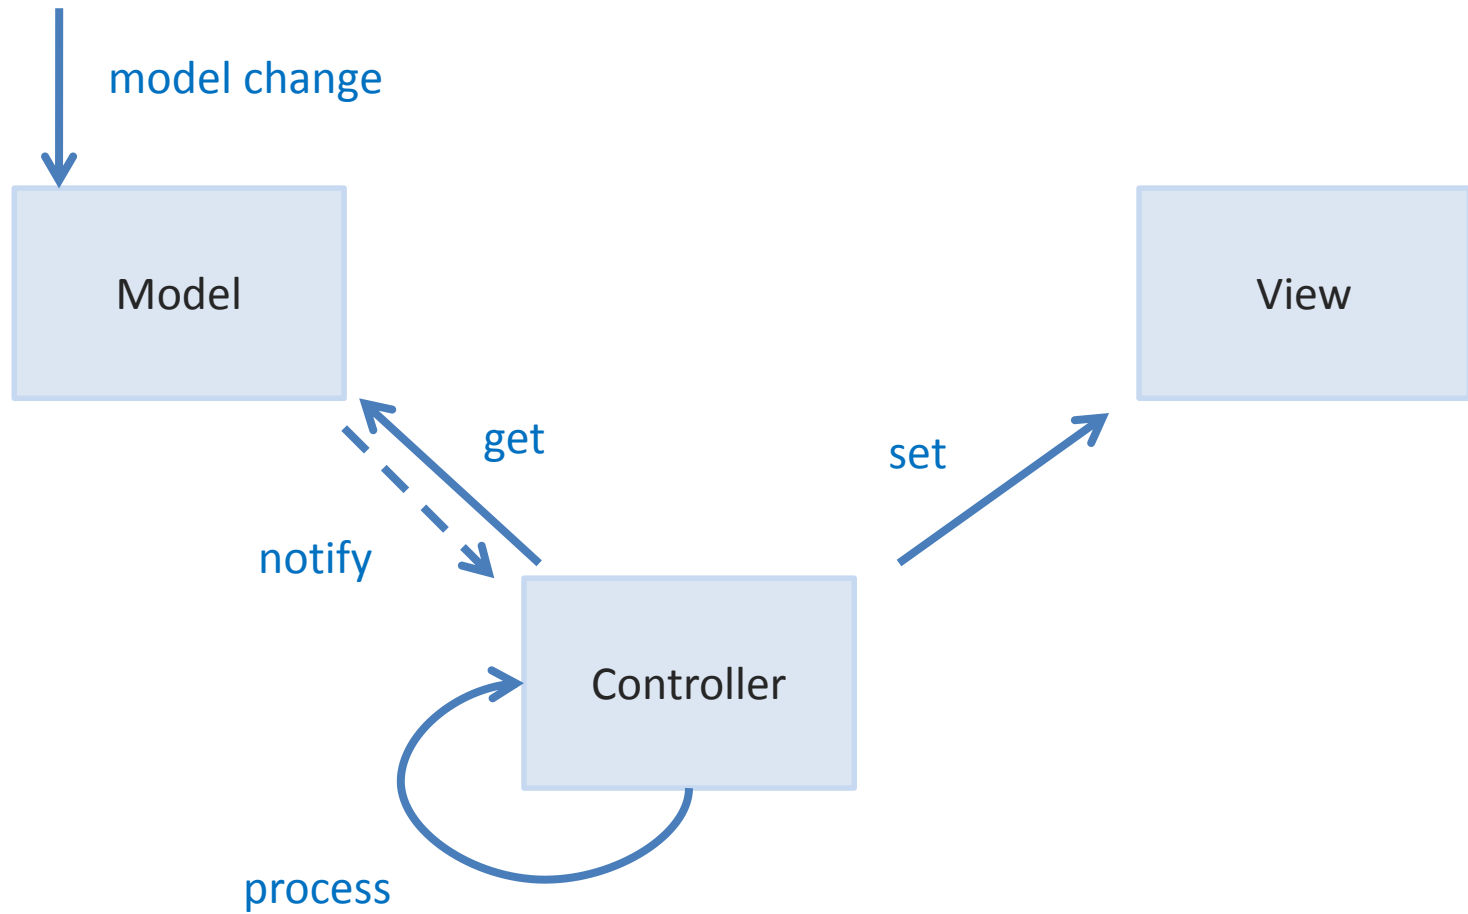 model change
Model
View
get
set
notify
Controller
process